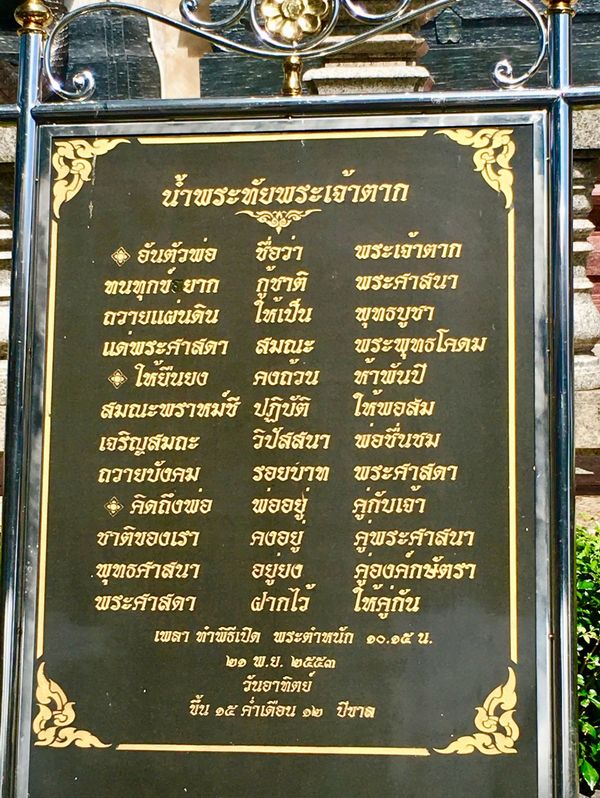 น้ำพระทัยพระเจ้าตาก
อันตัวพ่อ ชื่อว่า พระเจ้าตาก
ทนทุกข์ยาก กู้ชาติ พระศาสนา
ถวายแผ่นดิน ให้เป็น พุทธบูชา
แด่พระศาสดา สมณะ พระพุทธโคดม
ให้ยืนยง คงถ้วน ห้าพันปี
สมณะพราหมณ์ชี ปฏิบัติ ให้พอสม
เจริญสมถะ วิปัสสนา พ่อชื่นชม
ถวายบังคม รอยบาท พระศาสดา
คิดถึงพ่อ พ่ออยู่ คู่กับเจ้า
ชาติของเรา คงอยู่ คู่พระศาสนา
พุทธศาสนา อยู่ยง คู่องค์กษัตรา
พระศาสดา ฝากไว้ ให้คู่กัน
เพลา ทำพิธีเปิด พระตำหนัก ๑๐.๑๕ น.
๒๑ พ.ย. ๒๕๕๓
วันอาทิตย์
ขึ้น ๑๕ ค่ำเดือน ๑๒ ปีขาล